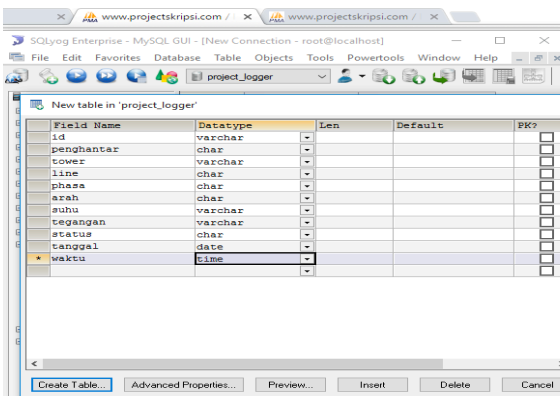 www.projectskripsi.com / www.projectskripsi.com /
SQLyog Enterprise - MySQL GUI - [New Connection - root@localhost]
File Edit Favorites Database Table Objects Tools Powertools Window Help
project_logger
New table in 'project_logger'
Field Name Datatype Len Default PK?
id varchar
penghantar char
tower varchar
line char
phasa char
arah char
suhu varchar
tegangan varchar
status char
tanggal date
* waktu time
Create Table... Advanced Properties... Preview... Insert Delete Cancel